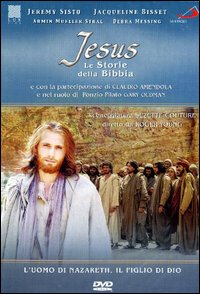 JEREMY SISTO JACQUELINE BISSET
ARMIN MUELLER STHAL DEBRA MESSING
Jesus
Le Storie
della Bibbia
e con la partecipazione di CLAUDIO AMENDOLA
e nel ruolo di Ponzio Pilato GARY OLDMAN
sceneggiatura SUZETTE COUTURE
diretto da ROGER YOUNG
L'UOMO DI NAZARETH, IL FIGLIO DI DIO
DVD